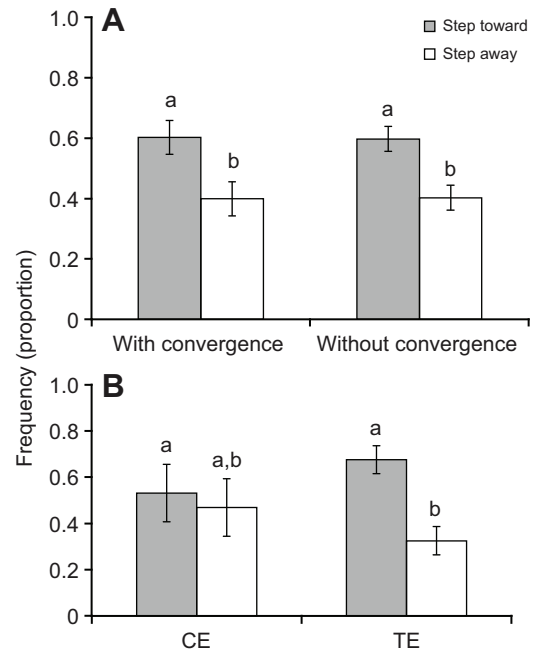 A
Step toward
Step away
1.0
0.8
0.6
0.4
0.2
0
a
b
a
b
With convergence
Without convergence
Frequency (proportion)
B
1.0
0.8
0.6
0.4
0.2
0
a
a,b
a
b
CE
TE